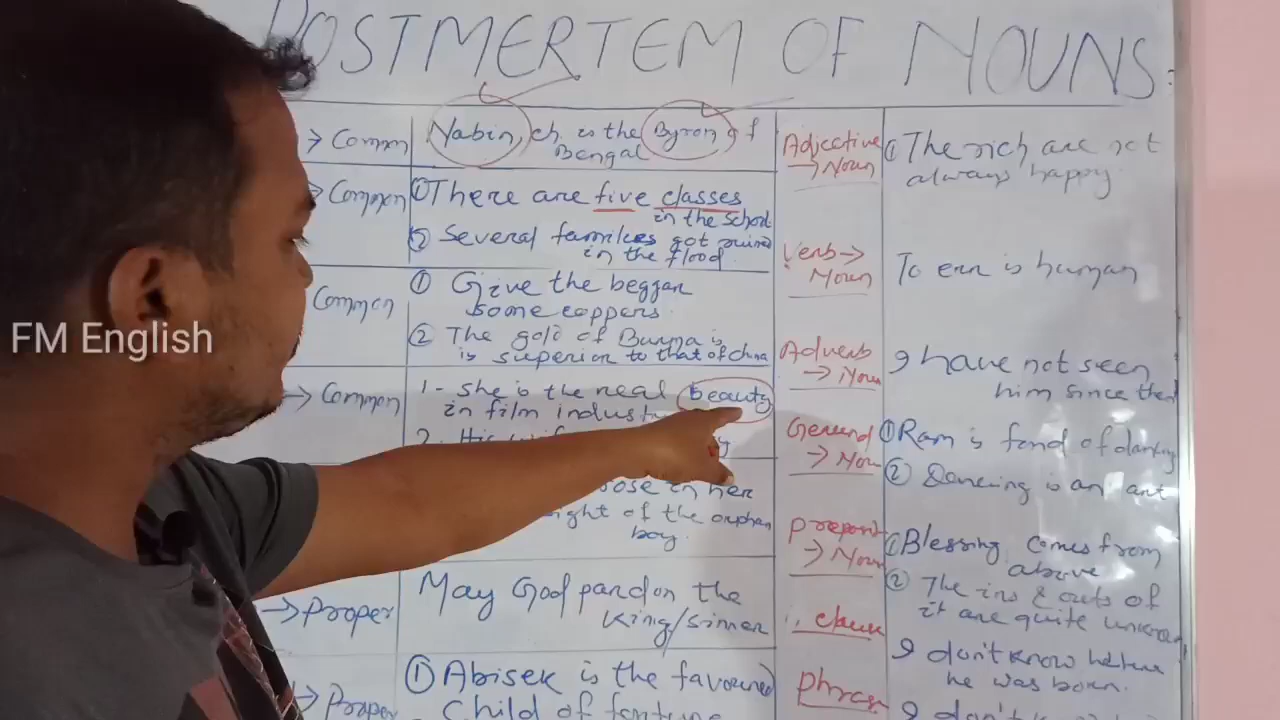 POSTMERTEM OF NOUNS:
→ Common
Nabin, ch. is the Byron of
Bengal
Adjective
→ Noun
① The rich are not
always happy.
→ Common
① There are five classes
in the School
② Several families got ruined
in the flood.
Verb →
Noun
To err is human
Common
① Give the beggar
some coppers.
② The gold of Burma is
is superior to that of china
Adverb
→ Noun
I have not seen
him since then
→ Common
1- She is the real beauty
in film
2.
Gerund
→ Noun
① Ram is fond of dancing
② Dancing is an art
in her
of the orphan
boy.
preposit
→ Noun
① Blessing comes from
above
② The ins & outs of
it are quite unknown
→ Proper
May God pardon the
King/Sinner
clause
I don't know where
he was born.
→ Proper
① Abisek is the favoured
Child of fortune
phrase
I don't know
FM English